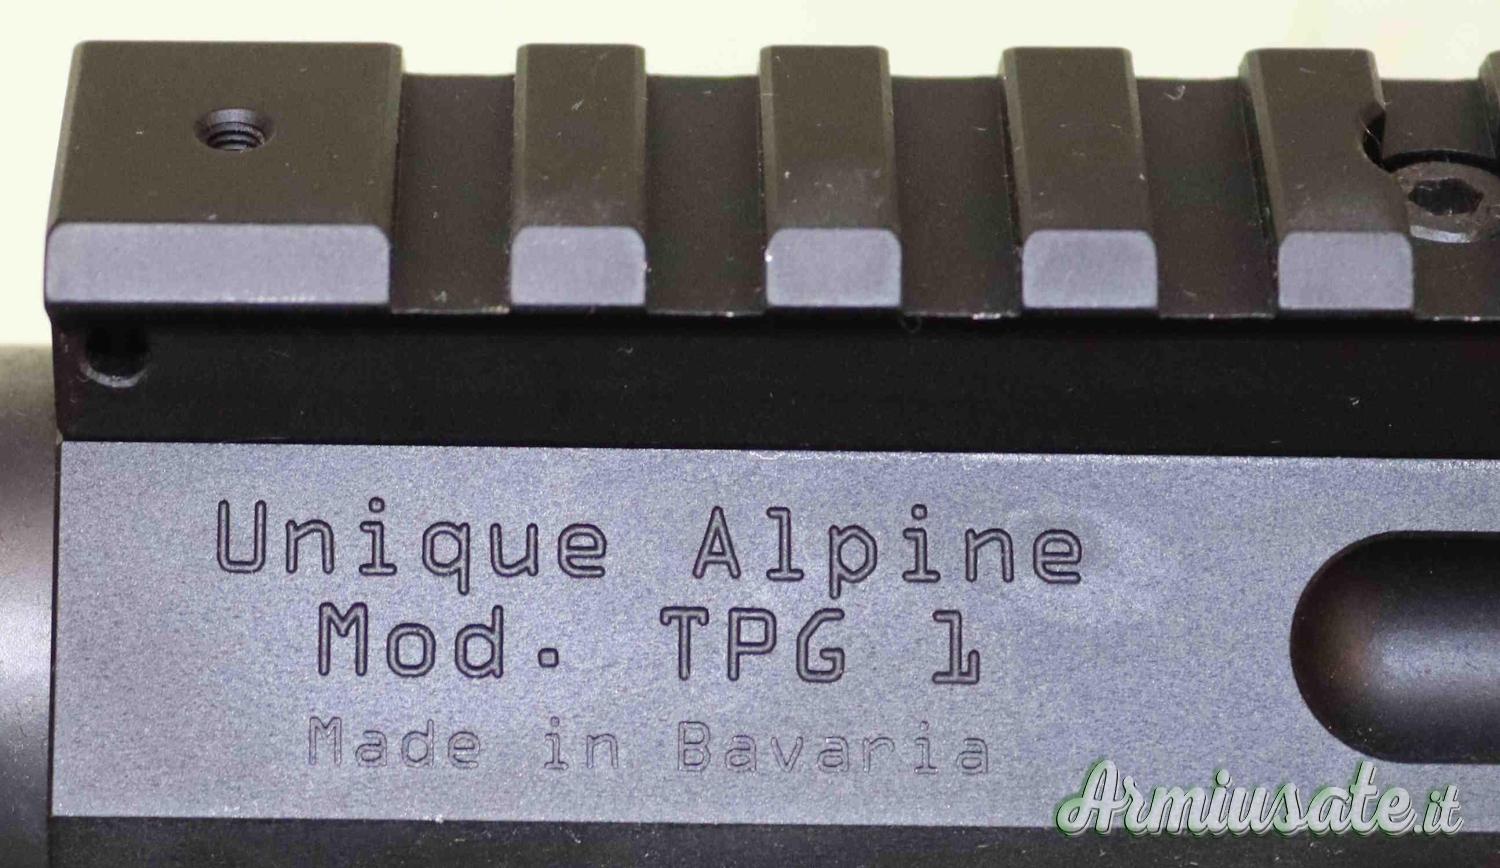 Unique Alpine
Mod. TPG 1
Made in Bavaria
Armiusate.it